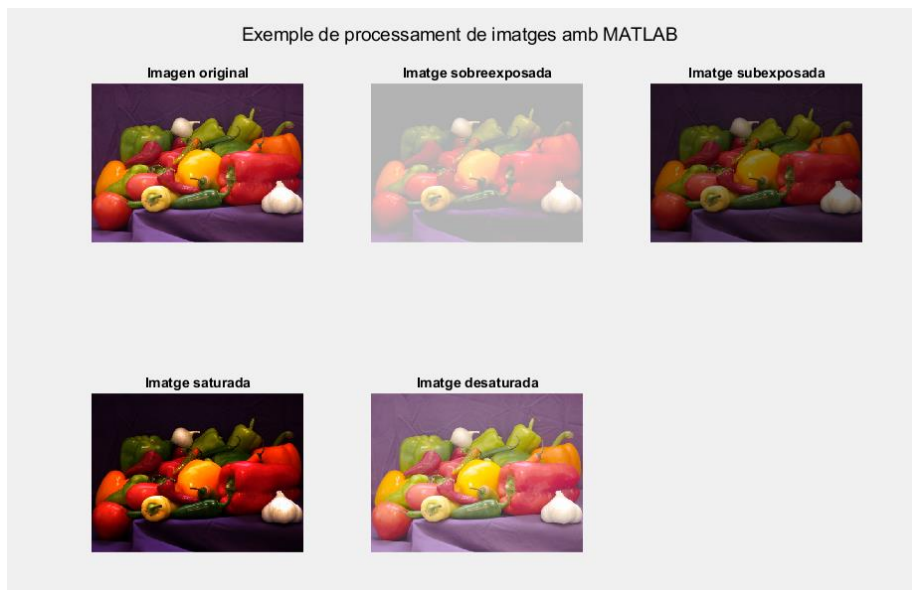 Exemple de processament de imatges amb MATLAB
Imagen original
Imatge sobreexposada
Imatge subexposada
Imatge saturada
Imatge desaturada